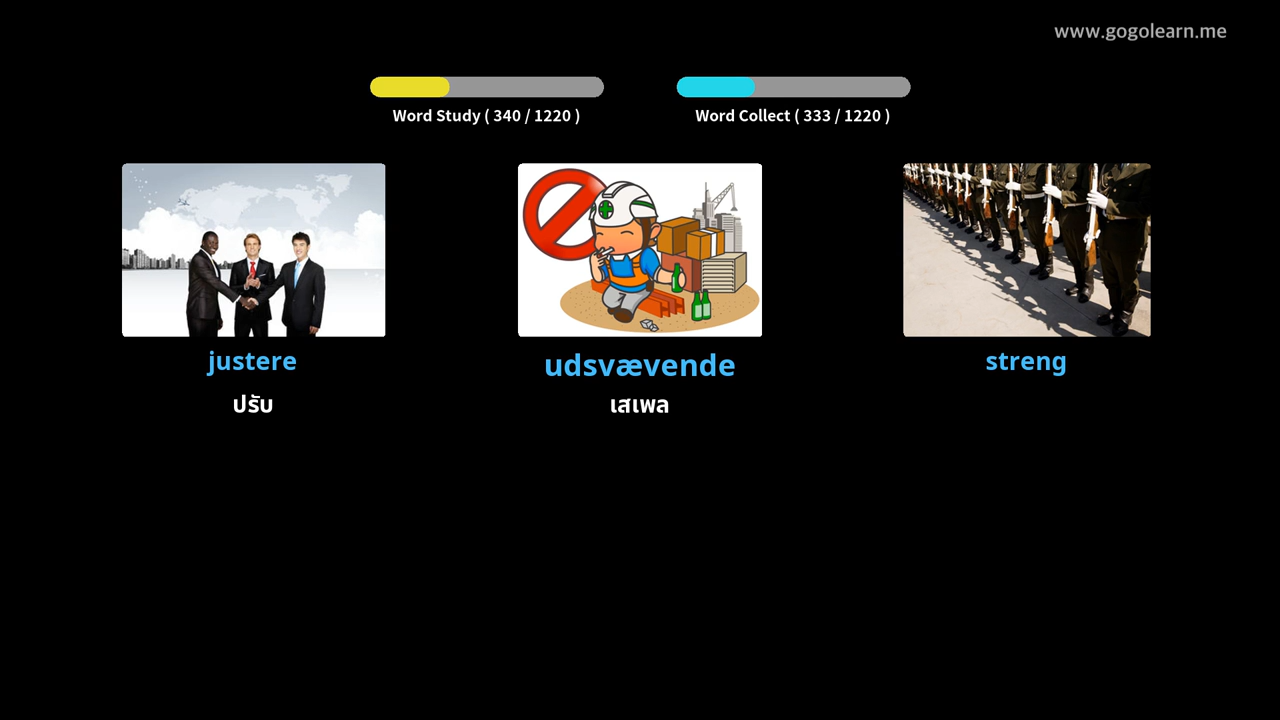 www.gogolearn.me
Word Study ( 340 / 1220 )
Word Collect ( 333 / 1220 )
justere
udsvævende
streng
ปรับ
เสเพล